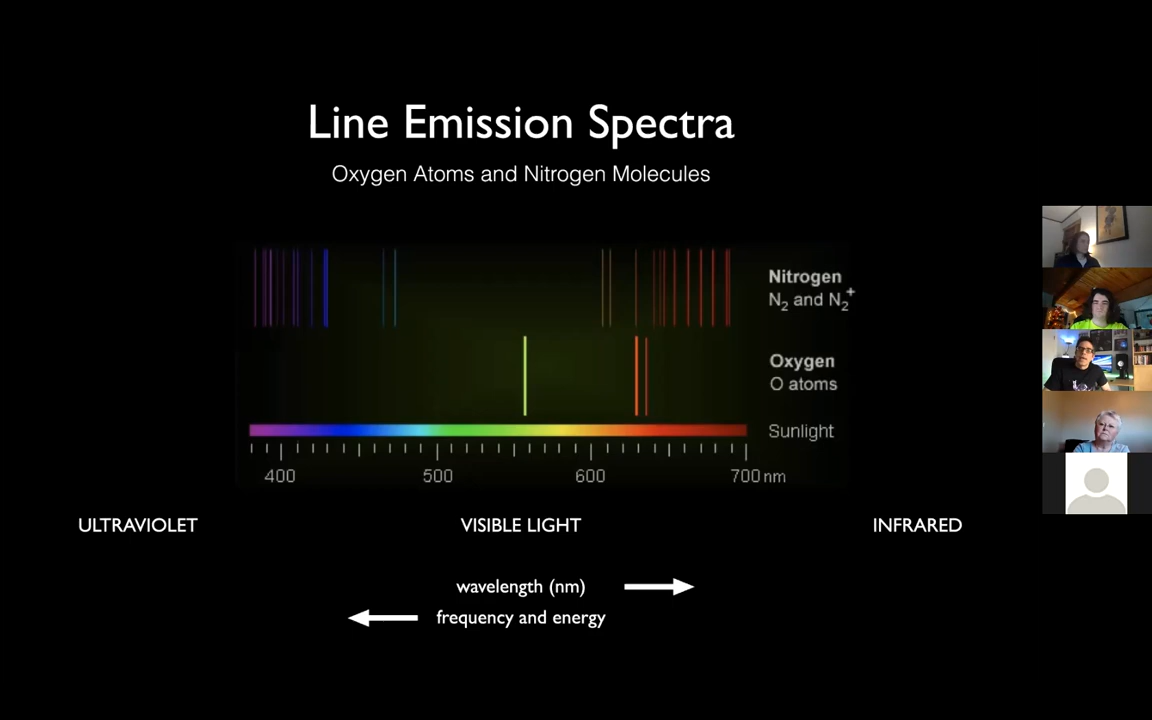 Line Emission Spectra
Oxygen Atoms and Nitrogen Molecules
Nitrogen
N₂ and N₂⁺
Oxygen
O atoms
Sunlight
400 500 600 700 nm
ULTRAVIOLET VISIBLE LIGHT INFRARED
wavelength (nm)
frequency and energy